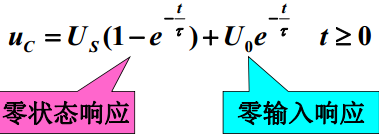 u_C = U_S(1 − e^{−t/τ}) + U_0 e^{−t/τ}  t ≥ 0
零状态响应 零输入响应